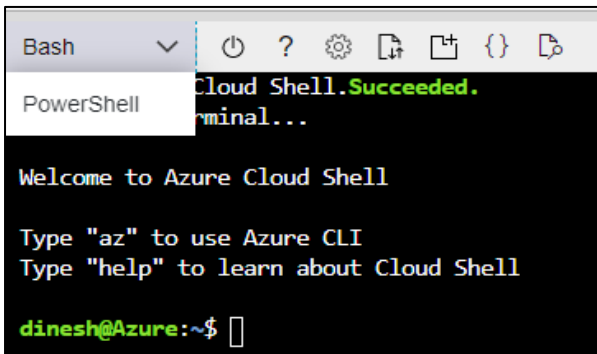 Bash
PowerShell
Cloud Shell.Succeeded.
rminal...
Welcome to Azure Cloud Shell
Type "az" to use Azure CLI
Type "help" to learn about Cloud Shell
dinesh@Azure:~$